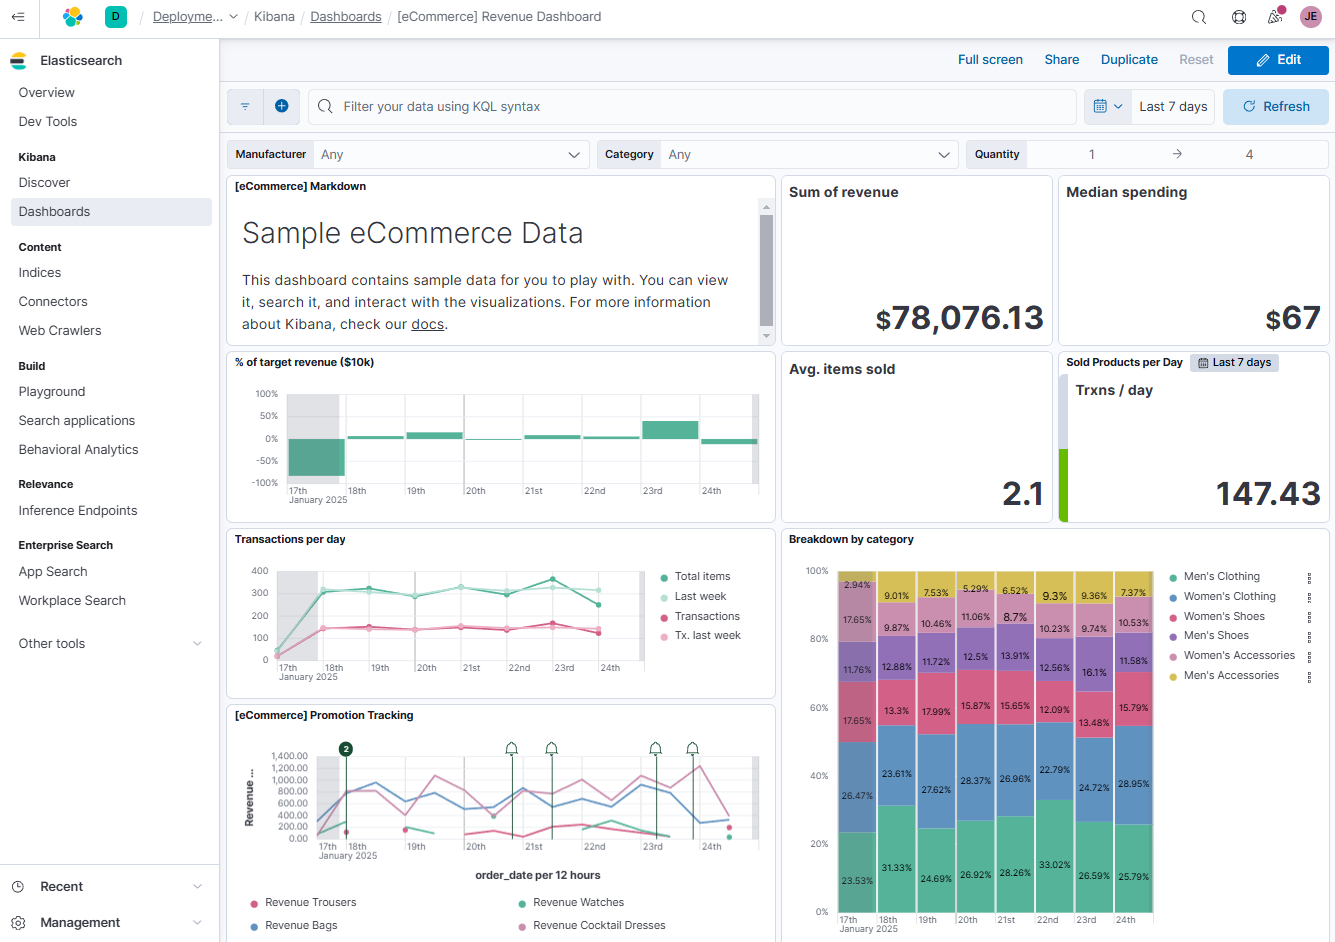 D / Deployme... / Kibana / Dashboards / [eCommerce] Revenue Dashboard
JE
Elasticsearch
Overview
Dev Tools
Kibana
Discover
Dashboards
Content
Indices
Connectors
Web Crawlers
Build
Playground
Search applications
Behavioral Analytics
Relevance
Inference Endpoints
Enterprise Search
App Search
Workplace Search
Other tools
Recent
Management
Full screen Share Duplicate Reset Edit
Filter your data using KQL syntax
Last 7 days
Refresh
Manufacturer Any
Category Any
Quantity 1 → 4
[eCommerce] Markdown
Sample eCommerce Data
This dashboard contains sample data for you to play with. You can view
it, search it, and interact with the visualizations. For more information
about Kibana, check our docs.
Sum of revenue
$78,076.13
Median spending
$67
% of target revenue ($10k)
100%
50%
0%
-50%
-100%
17th 18th 19th 20th 21st 22nd 23rd 24th
January 2025
Avg. items sold
2.1
Sold Products per Day Last 7 days
Trxns / day
147.43
Transactions per day
400
300
200
100
0
17th 18th 19th 20th 21st 22nd 23rd 24th
January 2025
Total items
Last week
Transactions
Tx. last week
[eCommerce] Promotion Tracking
2
Revenue ...
1,400.00
1,200.00
1,000.00
800.00
600.00
400.00
200.00
0.00
17th 18th 19th 20th 21st 22nd 23rd 24th
January 2025
order_date per 12 hours
Revenue Trousers Revenue Watches
Revenue Bags Revenue Cocktail Dresses
Breakdown by category
100%
80%
60%
40%
20%
0%
2.94% 9.01% 7.53% 5.29% 6.52% 9.3% 9.36% 7.37%
17.65% 9.87% 10.46% 11.06% 8.7% 10.23% 9.74% 10.53%
11.76% 12.88% 11.72% 12.5% 13.91% 12.56% 16.1% 11.58%
17.65% 13.3% 17.99% 15.87% 15.65% 12.09% 13.48% 15.79%
26.47% 23.61% 27.62% 28.37% 26.96% 22.79% 24.72% 28.95%
23.53% 31.33% 24.69% 26.92% 28.26% 33.02% 26.59% 25.79%
17th 18th 19th 20th 21st 22nd 23rd 24th
January 2025
Men's Clothing
Women's Clothing
Women's Shoes
Men's Shoes
Women's Accessories
Men's Accessories